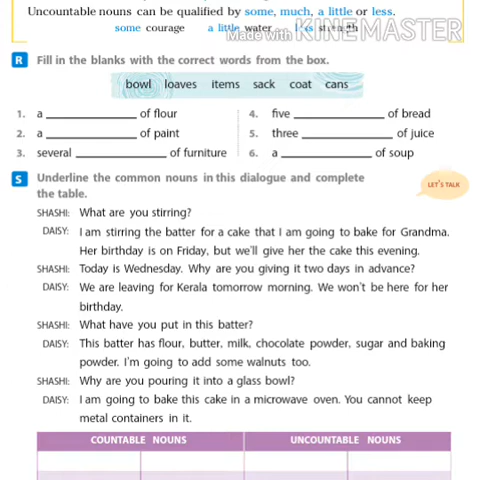 Uncountable nouns can be qualified by some, much, a little or less.
some courage a little water less strength
Made with KINEMASTER
R Fill in the blanks with the correct words from the box.
bowl loaves items sack coat cans
1. a ______ of flour
2. a ______ of paint
3. several ______ of furniture
4. five ______ of bread
5. three ______ of juice
6. a ______ of soup
S Underline the common nouns in this dialogue and complete
the table.
LET'S TALK
SHASHI: What are you stirring?
DAISY: I am stirring the batter for a cake that I am going to bake for Grandma.
Her birthday is on Friday, but we'll give her the cake this evening.
SHASHI: Today is Wednesday. Why are you giving it two days in advance?
DAISY: We are leaving for Kerala tomorrow morning. We won't be here for her
birthday.
SHASHI: What have you put in this batter?
DAISY: This batter has flour, butter, milk, chocolate powder, sugar and baking
powder. I'm going to add some walnuts too.
SHASHI: Why are you pouring it into a glass bowl?
DAISY: I am going to bake this cake in a microwave oven. You cannot keep
metal containers in it.
COUNTABLE NOUNS UNCOUNTABLE NOUNS